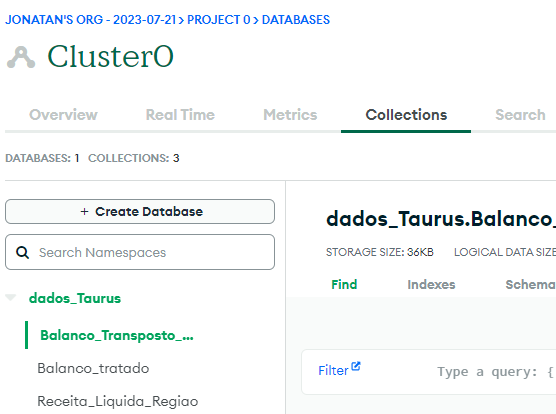 JONATAN'S ORG - 2023-07-21 > PROJECT 0 > DATABASES
Cluster0
Overview Real Time Metrics Collections Search
DATABASES: 1 COLLECTIONS: 3
+ Create Database
Search Namespaces
dados_Taurus
Balanco_Transposto_...
Balanco_tratado
Receita_Liquida_Regiao
dados_Taurus.Balanco_
STORAGE SIZE: 36KB LOGICAL DATA SIZE
Find Indexes Schema
Filter Type a query: {